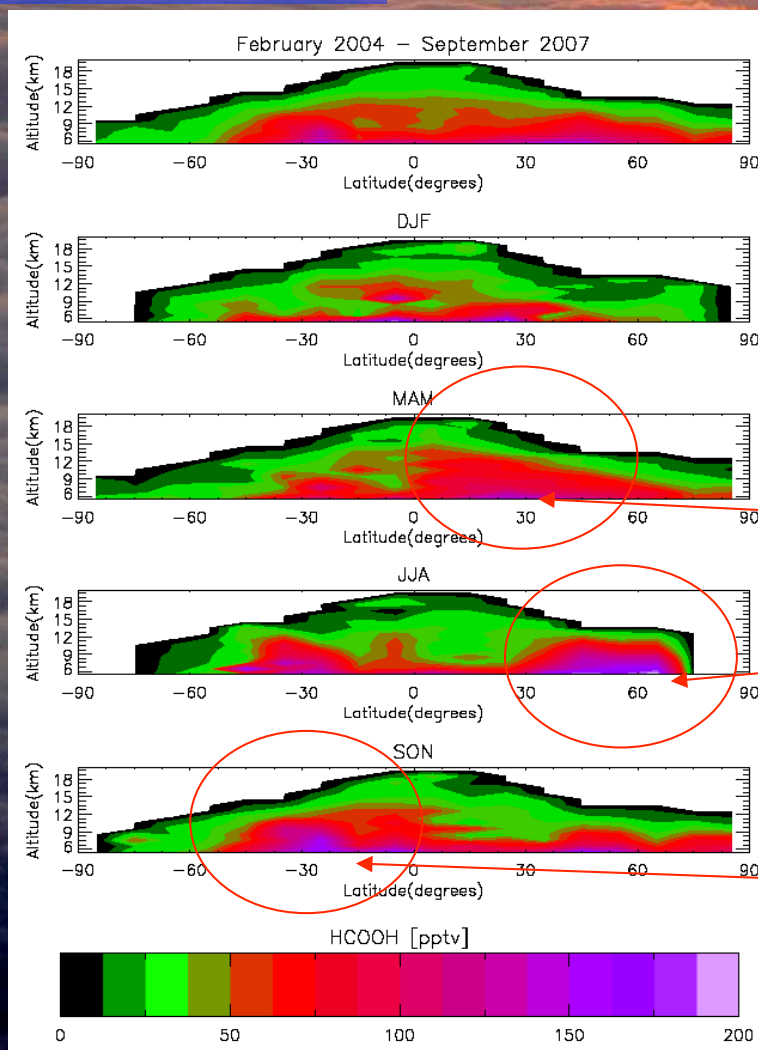 February 2004 – September 2007
Altitude(km)
18
15
12
9
6
-90 -60 -30 0 30 60 90
Latitude(degrees)
DJF
Altitude(km)
18
15
12
9
6
-90 -60 -30 0 30 60 90
Latitude(degrees)
MAM
Altitude(km)
18
15
12
9
6
-90 -60 -30 0 30 60 90
Latitude(degrees)
JJA
Altitude(km)
18
15
12
9
6
-90 -60 -30 0 30 60 90
Latitude(degrees)
SON
Altitude(km)
18
15
12
9
6
-90 -60 -30 0 30 60 90
Latitude(degrees)
HCOOH [pptv]
0 50 100 150 200